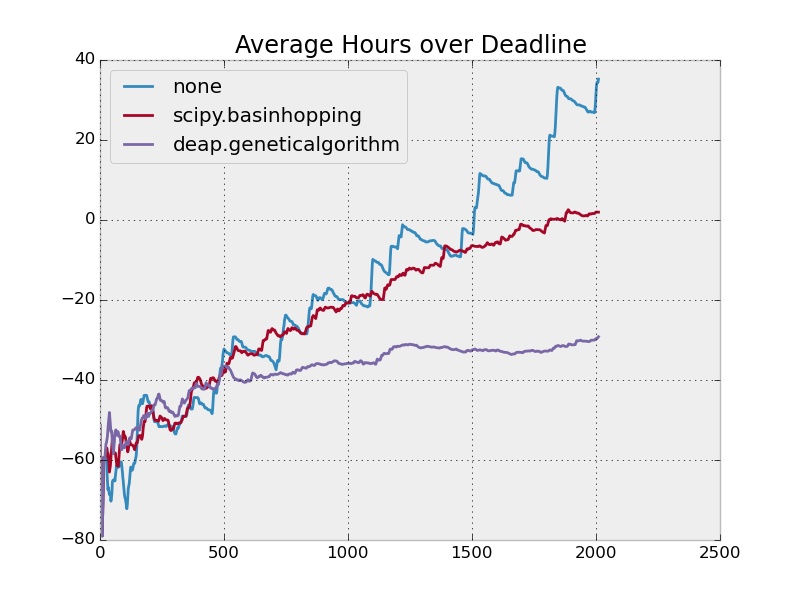 Average Hours over Deadline
none
scipy.basinhopping
deap.geneticalgorithm
40
20
0
−20
−40
−60
−80
0 500 1000 1500 2000 2500